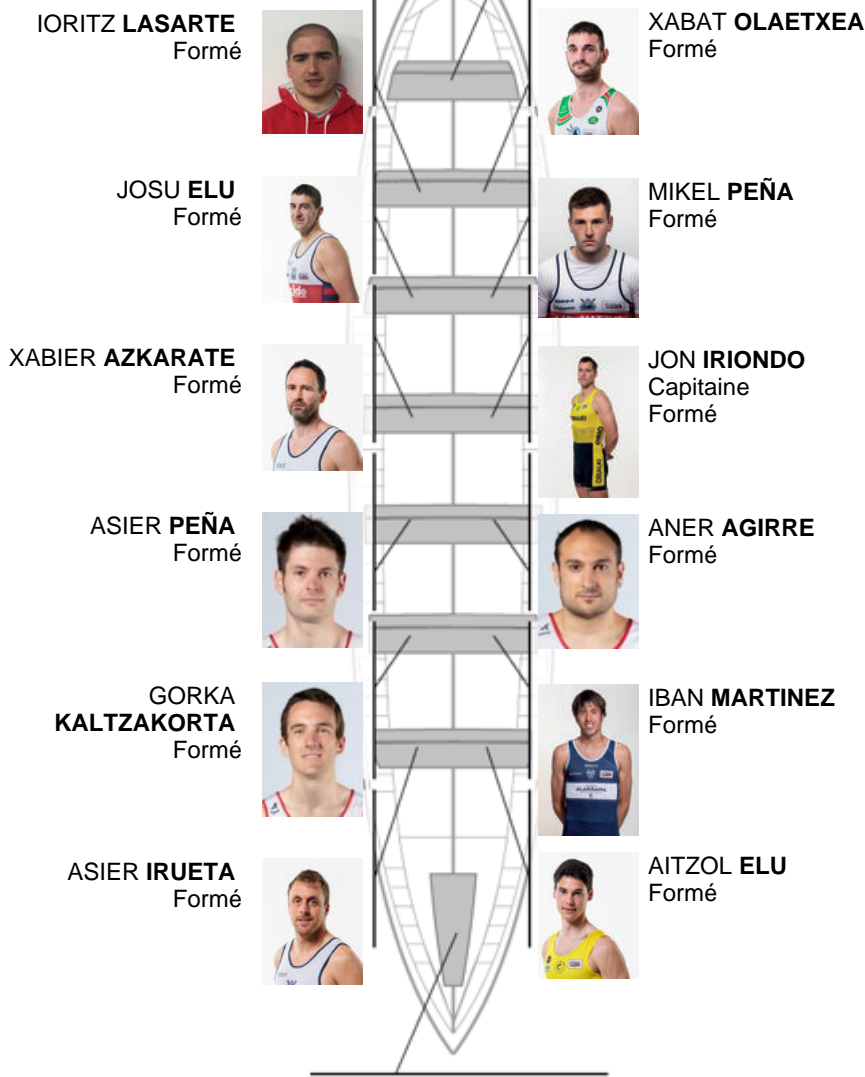 IORITZ LASARTE
Formé
XABAT OLAETXEA
Formé
JOSU ELU
Formé
MIKEL PEÑA
Formé
XABIER AZKARATE
Formé
JON IRIONDO
Capitaine
Formé
ASIER PEÑA
Formé
ANER AGIRRE
Formé
GORKA
KALTZAKORTA
Formé
IBAN MARTINEZ
Formé
ASIER IRUETA
Formé
AITZOL ELU
Formé